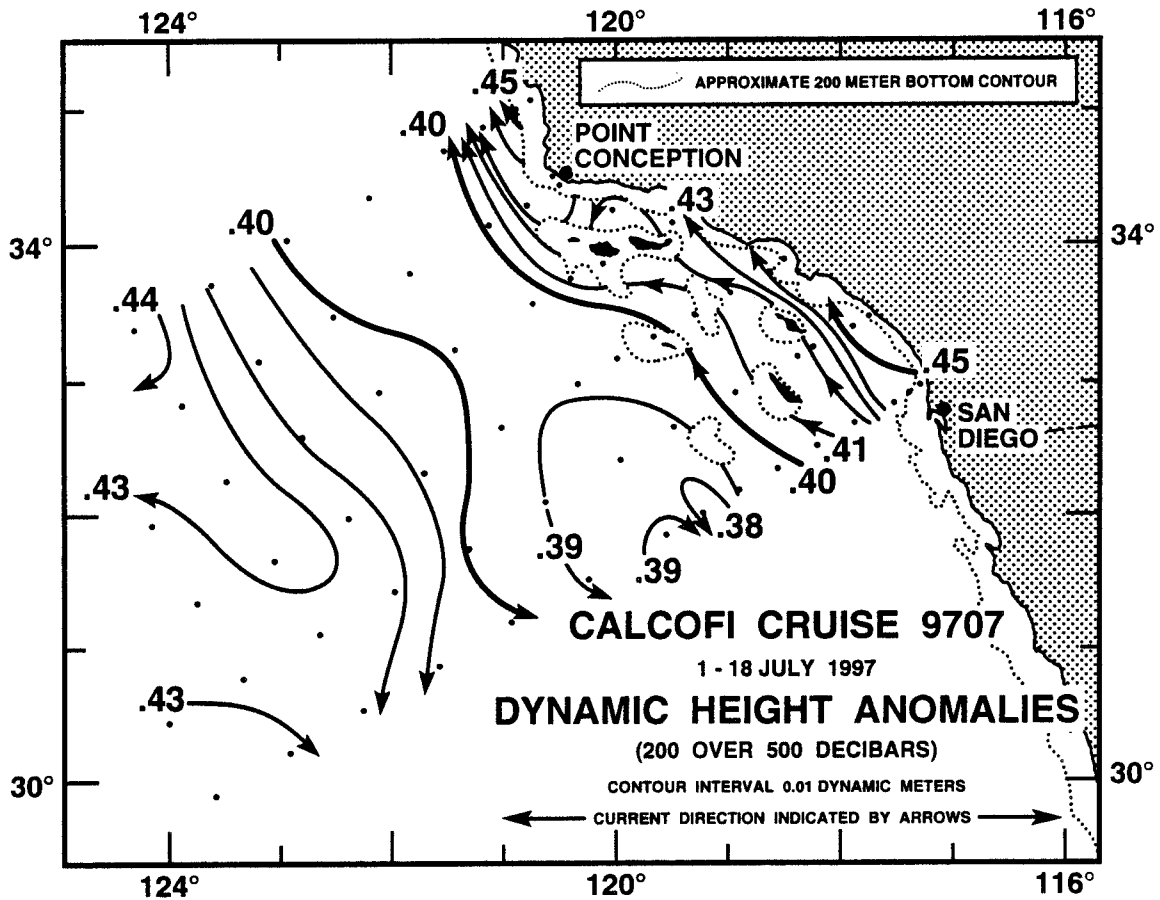 124° 120° 116°
APPROXIMATE 200 METER BOTTOM CONTOUR
.45
.40
POINT
CONCEPTION
.43
.40
34° 34°
.44
.45
SAN
DIEGO
.41
.40
.43
.38
.39
.39
CALCOFI CRUISE 9707
1 - 18 JULY 1997
.43
DYNAMIC HEIGHT ANOMALIES
(200 OVER 500 DECIBARS)
30° 30°
CONTOUR INTERVAL 0.01 DYNAMIC METERS
CURRENT DIRECTION INDICATED BY ARROWS
124° 120° 116°